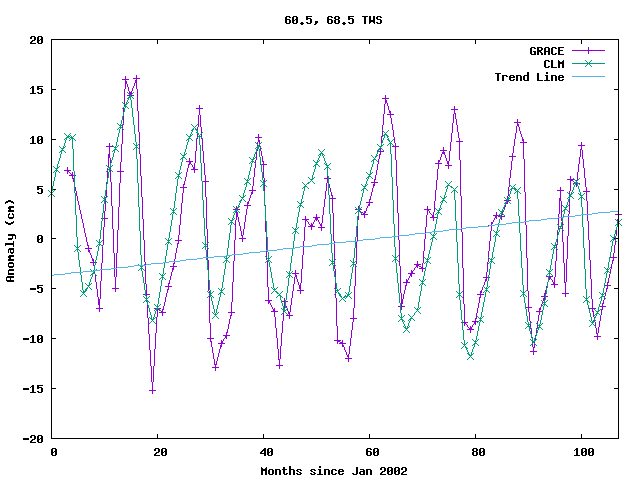 60.5, 68.5 TWS
GRACE
CLM
Trend Line
20
15
10
5
0
-5
-10
-15
-20
Anomaly (cm)
0 20 40 60 80 100
Months since Jan 2002